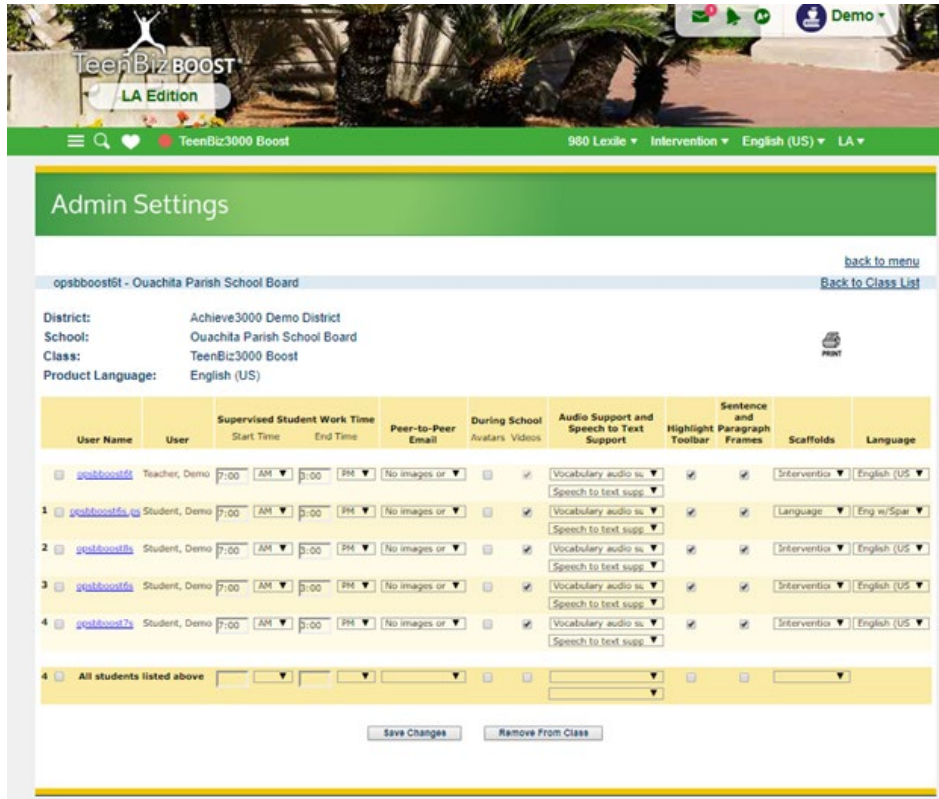 Demo
TeenBizBOOST
LA Edition
TeenBiz3000 Boost 980 Lexile Intervention English (US) LA
Admin Settings
back to menu
opsbboost6t - Ouachita Parish School Board Back to Class List
District: Achieve3000 Demo District
School: Ouachita Parish School Board
Class: TeenBiz3000 Boost
Product Language: English (US)
PRINT
User Name User Supervised Student Work Time Start Time End Time Peer-to-Peer Email During School Avatars Videos Audio Support and Speech to Text Support Highlight Toolbar Sentence and Paragraph Frames Scaffolds Language
opsbboost6t Teacher, Demo 7:00 AM 3:00 PM No images or Vocabulary audio su Interventior English (US
Speech to text supp
1 opsbboost6s.ps Student, Demo 7:00 AM 3:00 PM No images or Vocabulary audio su Language Eng w/Spar
Speech to text supp
2 opsbboost8s Student, Demo 7:00 AM 3:00 PM No images or Vocabulary audio su Interventior English (US
Speech to text supp
3 opsbboost6s Student, Demo 7:00 AM 3:00 PM No images or Vocabulary audio su Interventior English (US
Speech to text supp
4 opsbboost7s Student, Demo 7:00 AM 3:00 PM No images or Vocabulary audio su Interventior English (US
Speech to text supp
4 All students listed above
Save Changes Remove From Class